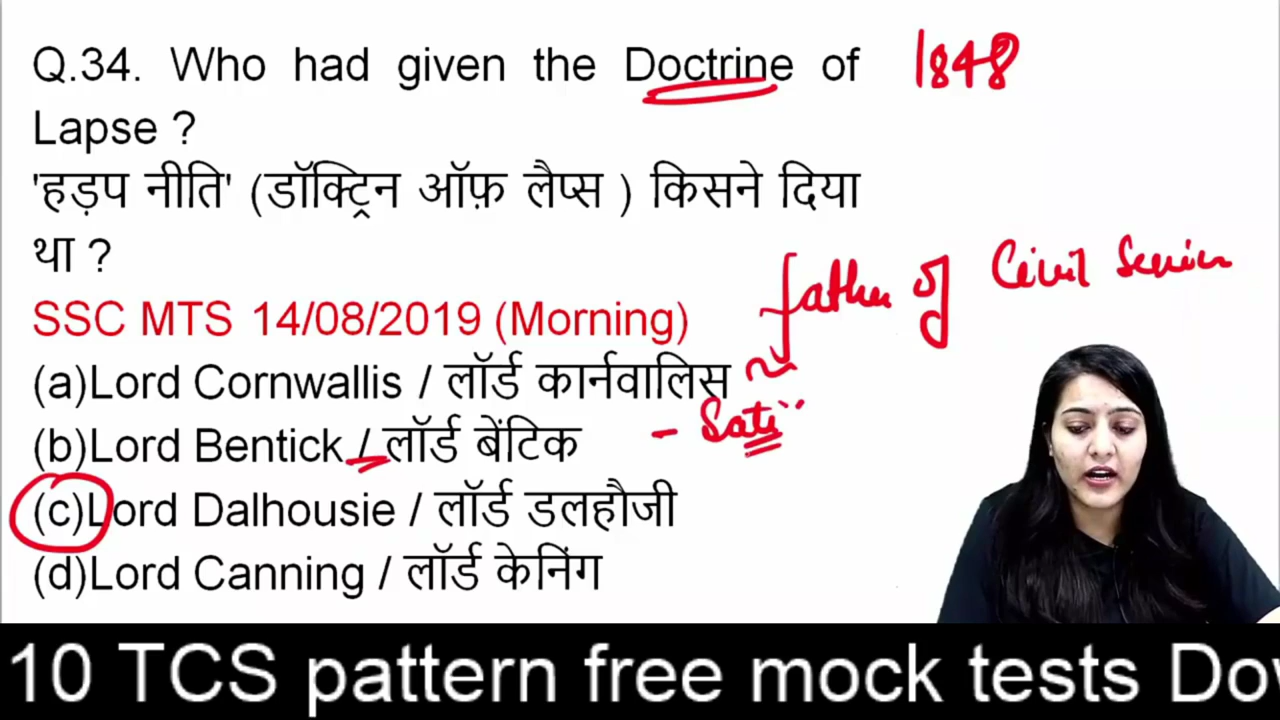 Q.34. Who had given the Doctrine of 1848
Lapse ?
'हड़प नीति' (डॉक्ट्रिन ऑफ़ लैप्स ) किसने दिया
था ?
father of Civil Service
SSC MTS 14/08/2019 (Morning)
(a)Lord Cornwallis / लॉर्ड कार्नवालिस
(b)Lord Bentick / लॉर्ड बेंटिक - Sati
(c)Lord Dalhousie / लॉर्ड डलहौजी
(d)Lord Canning / लॉर्ड केनिंग
10 TCS pattern free mock tests Dow